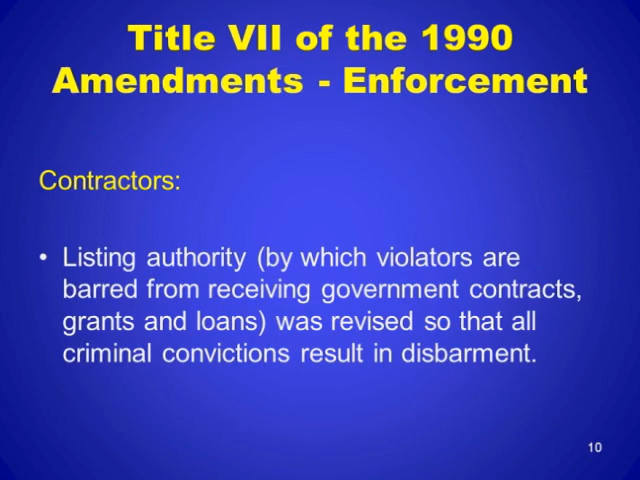 Title VII of the 1990
Amendments - Enforcement
Contractors:
• Listing authority (by which violators are
barred from receiving government contracts,
grants and loans) was revised so that all
criminal convictions result in disbarment.
10